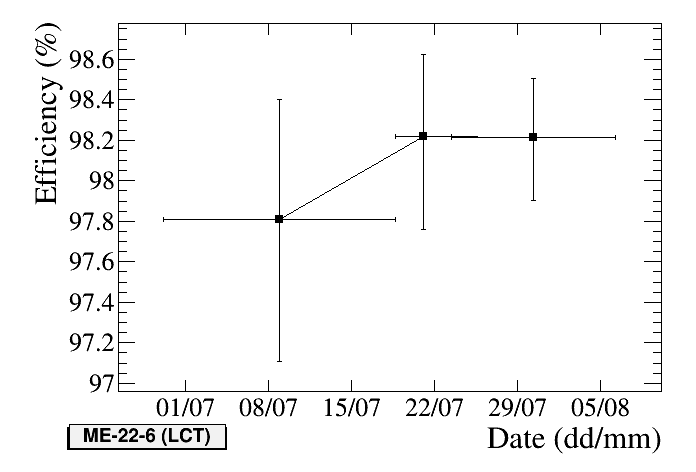 Efficiency (%)
98.6
98.4
98.2
98
97.8
97.6
97.4
97.2
97
01/07 08/07 15/07 22/07 29/07 05/08
Date (dd/mm)
ME-22-6 (LCT)